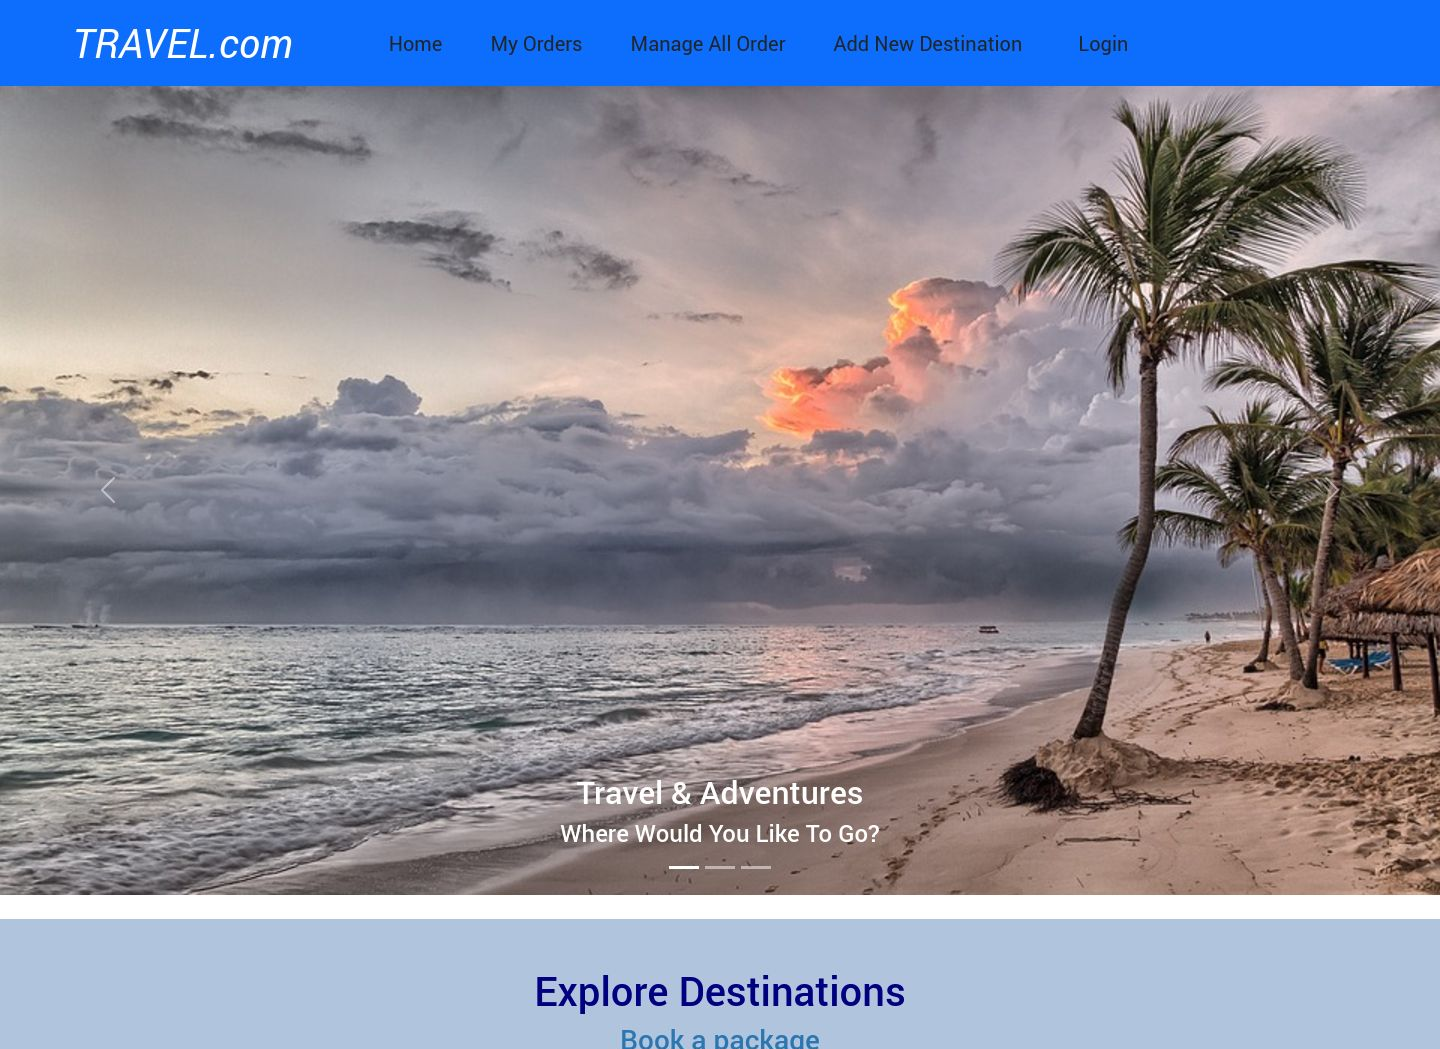 TRAVEL.com
Home My Orders Manage All Order Add New Destination Login
Travel & Adventures
Where Would You Like To Go?
Explore Destinations
Book a package